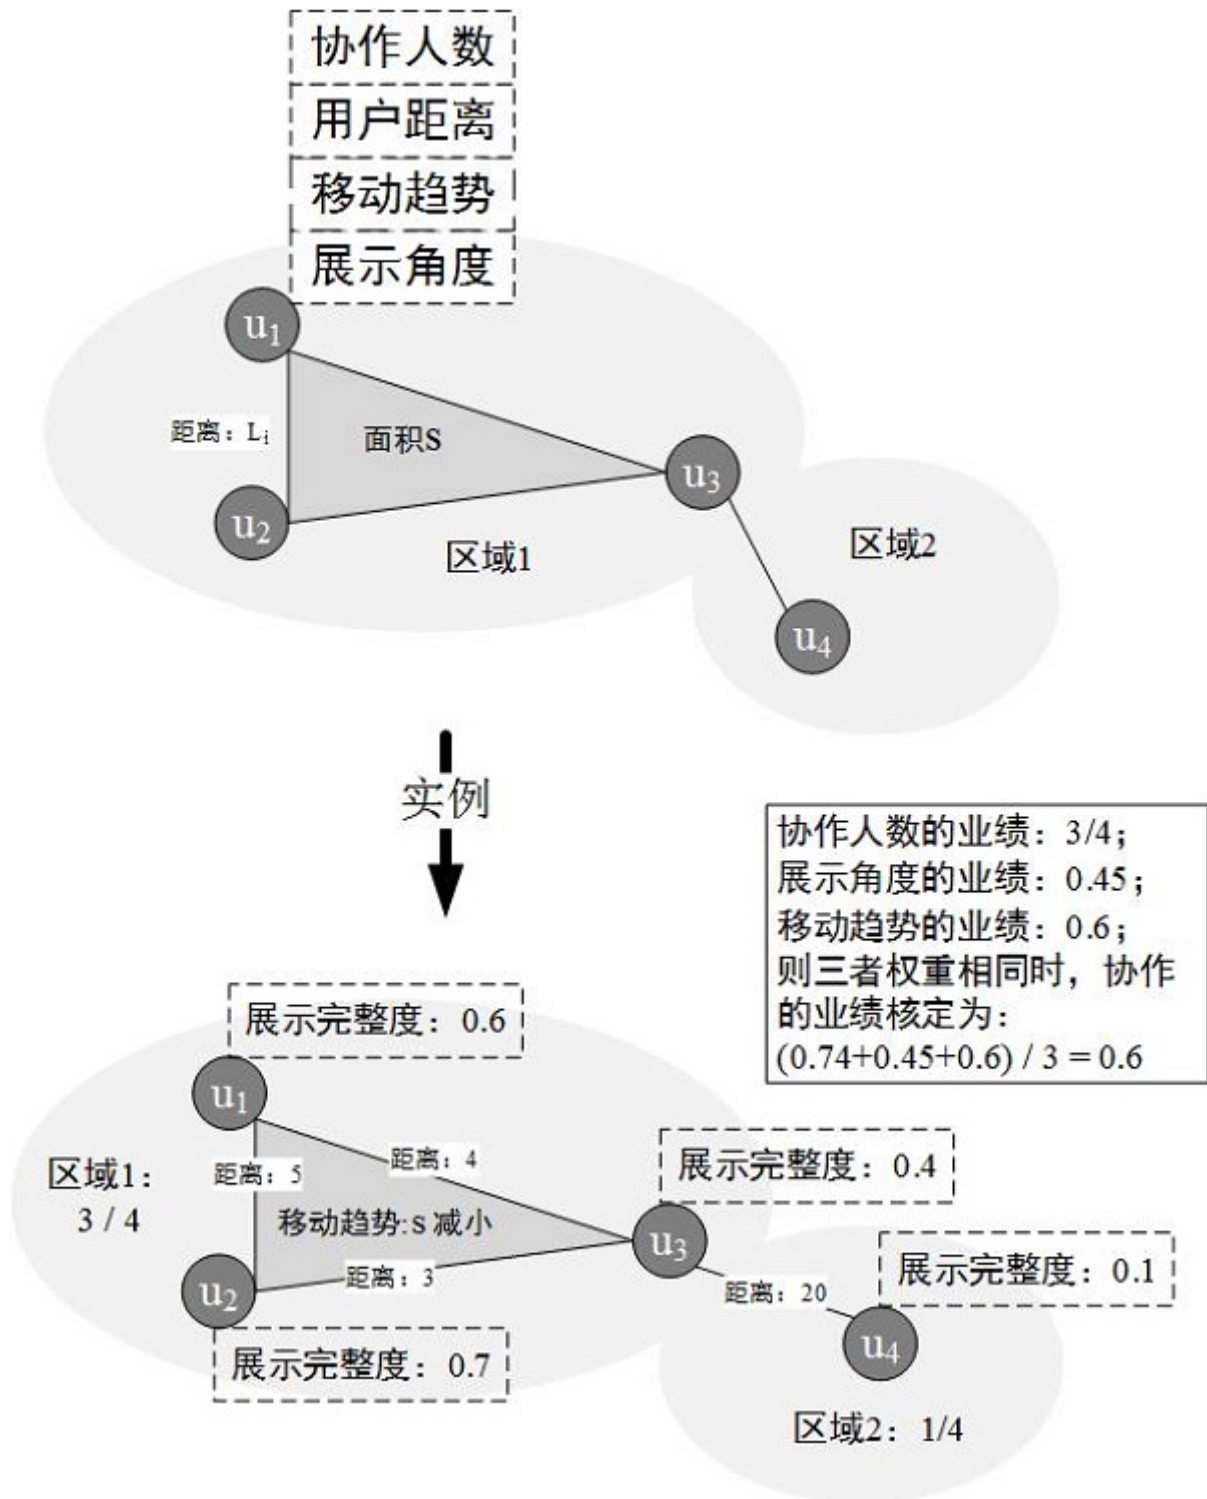 协作人数
用户距离
移动趋势
展示角度
u1
距离：Li
面积S
u3
u2
区域1
区域2
u4
实例
协作人数的业绩：3/4；
展示角度的业绩：0.45；
移动趋势的业绩：0.6；
则三者权重相同时，协作
的业绩核定为：
(0.74+0.45+0.6) / 3 = 0.6
展示完整度：0.6
u1
距离：4
展示完整度：0.4
区域1：
3 / 4
距离：5
移动趋势:S 减小
u3
距离：3
展示完整度：0.1
u2
距离：20
u4
展示完整度：0.7
区域2：1/4